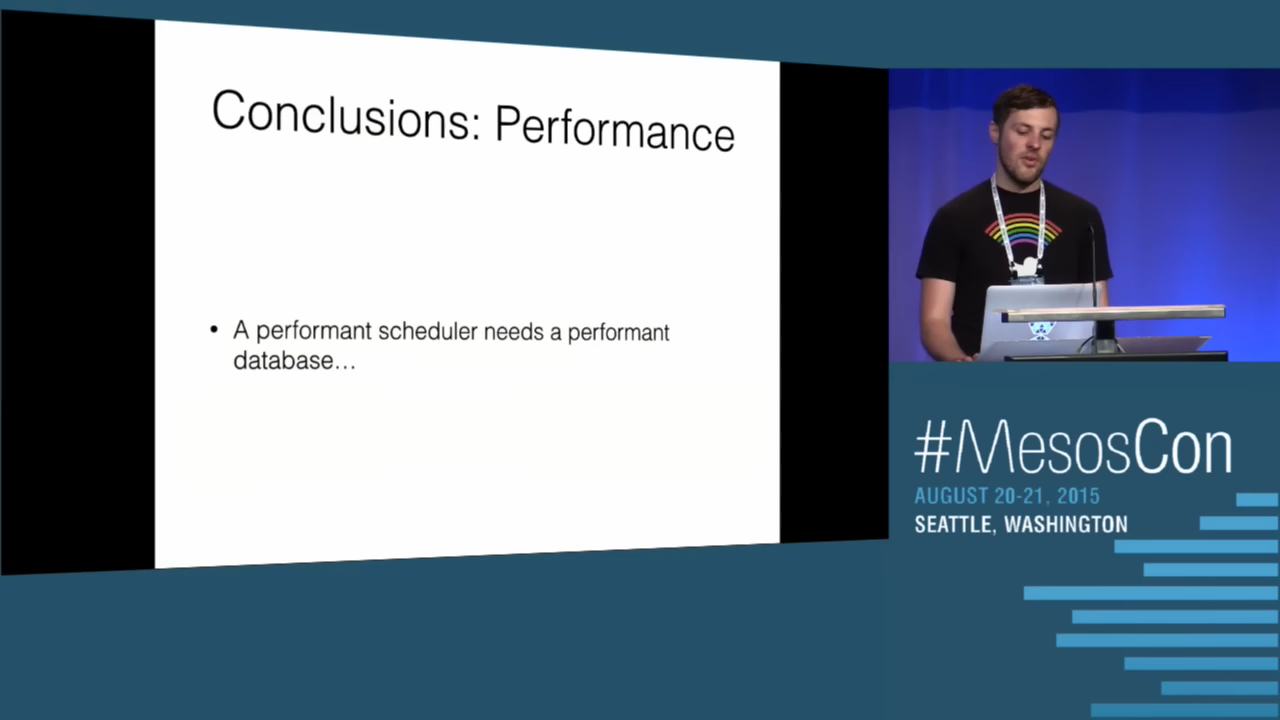 Conclusions: Performance
• A performant scheduler needs a performant
database…
#MesosCon
AUGUST 20-21, 2015
SEATTLE, WASHINGTON